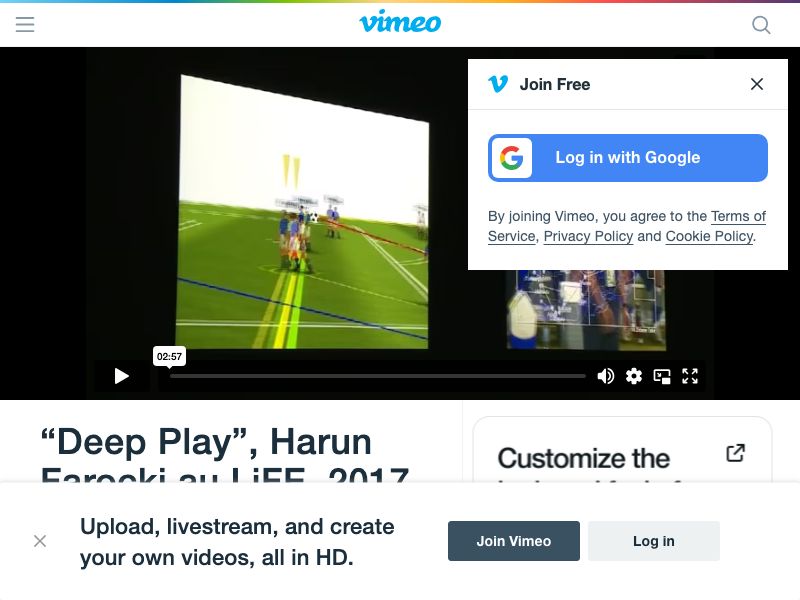 vimeo
Join Free
Log in with Google
By joining Vimeo, you agree to the Terms of
Service, Privacy Policy and Cookie Policy.
02:57
“Deep Play”, Harun
Farocki au LiFE, 2017
Customize the
Upload, livestream, and create
your own videos, all in HD.
Join Vimeo
Log in